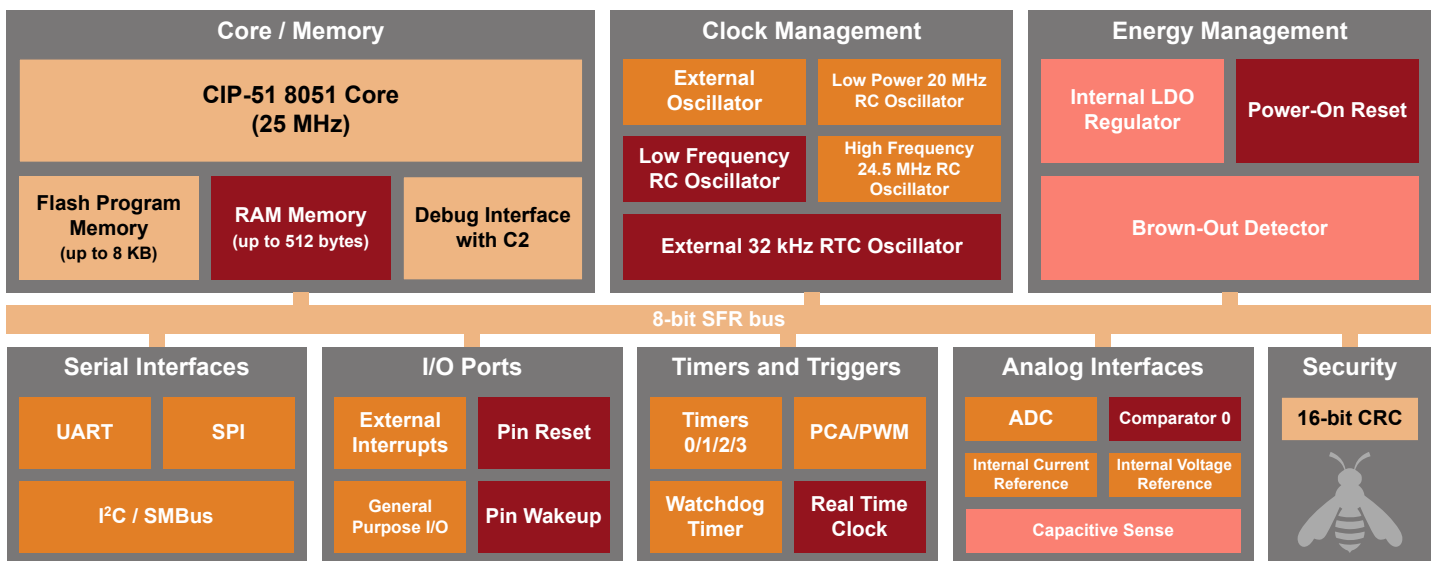 Core / Memory
CIP-51 8051 Core
(25 MHz)
Flash Program
Memory
(up to 8 KB)
RAM Memory
(up to 512 bytes)
Debug Interface
with C2
Clock Management
External
Oscillator
Low Power 20 MHz
RC Oscillator
Low Frequency
RC Oscillator
High Frequency
24.5 MHz RC
Oscillator
External 32 kHz RTC Oscillator
Energy Management
Internal LDO
Regulator
Power-On Reset
Brown-Out Detector
8-bit SFR bus
Serial Interfaces
UART
SPI
I²C / SMBus
I/O Ports
External
Interrupts
Pin Reset
General
Purpose I/O
Pin Wakeup
Timers and Triggers
Timers
0/1/2/3
PCA/PWM
Watchdog
Timer
Real Time
Clock
Analog Interfaces
ADC
Comparator 0
Internal Current
Reference
Internal Voltage
Reference
Capacitive Sense
Security
16-bit CRC